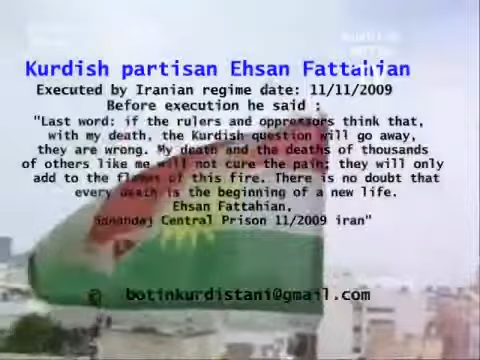 Kurdish partisan Ehsan Fattahian
Executed by Iranian regime date: 11/11/2009
Before execution he said :
"Last word: if the rulers and oppressors think that,
with my death, the Kurdish question will go away,
they are wrong. My death and the deaths of thousands
of others like me will not cure the pain; they will only
add to the flames of this fire. There is no doubt that
every death is the beginning of a new life.
Ehsan Fattahian,
Sanandaj Central Prison 11/2009 iran"
© botinkurdistani@gmail.com